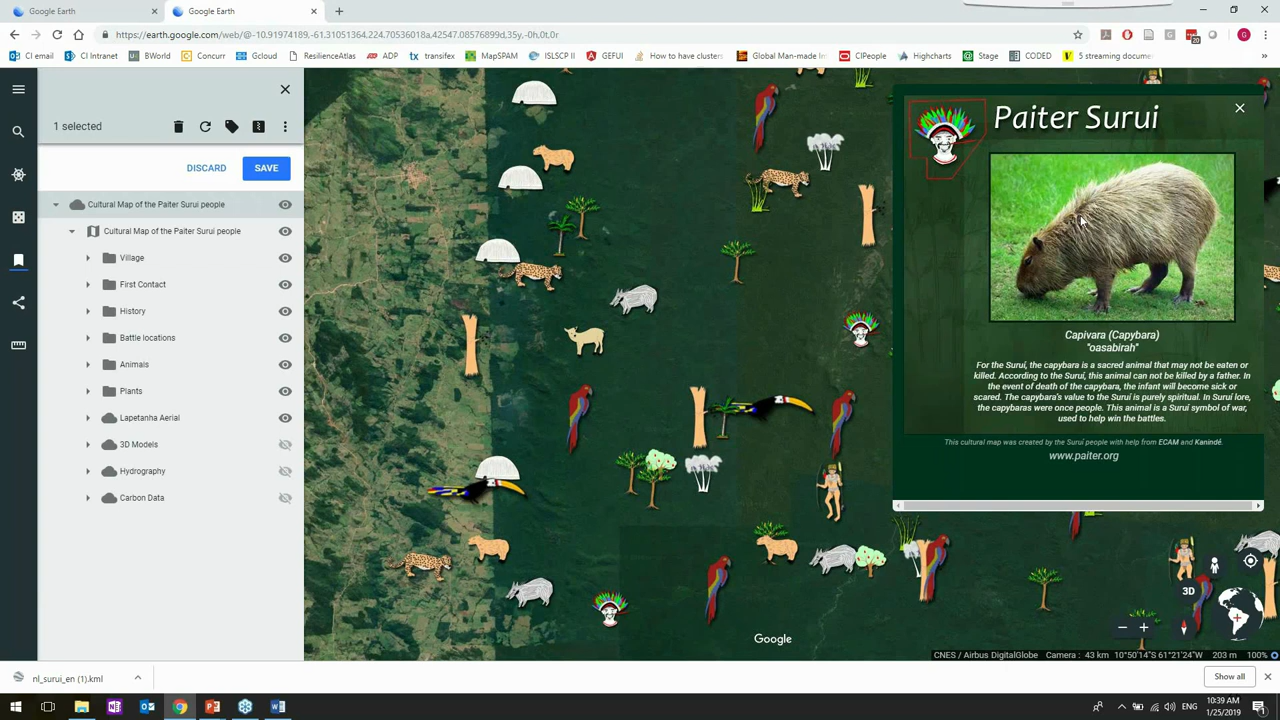 Google Earth
Google Earth
https://earth.google.com/web/@-10.91974189,-61.31051364,224.70536018a,42547.08576899d,35y,-0h,0t,0r
CI email
CI Intranet
BWorld
Concurr
Gcloud
ResilienceAtlas
ADP
transifex
MapSPAM
ISLSCP II
GEFUI
How to have clusters
Global Man-made Im
CIPeople
Highcharts
Stage
CODED
5 streaming docume
1 selected
DISCARD
SAVE
Cultural Map of the Paiter Surui people
Cultural Map of the Paiter Surui people
Village
First Contact
History
Battle locations
Animals
Plants
Lapetanha Aerial
3D Models
Hydrography
Carbon Data
Paiter Surui
Capivara (Capybara)
"oasabirah"
For the Suruí, the capybara is a sacred animal that may not be eaten or
killed. According to the Suruí, this animal can not be killed by a father. In
the event of death of the capybara, the infant will become sick or
scared. The capybara's value to the Suruí is purely spiritual. In Suruí lore,
the capybaras were once people. This animal is a Suruí symbol of war,
used to help win the battles.
This cultural map was created by the Suruí people with help from ECAM and Kanindé.
www.paiter.org
3D
Google
CNES / Airbus DigitalGlobe Camera : 43 km 10°50'14"S 61°21'24"W 203 m 100%
nl_surui_en (1).kml
Show all
ENG
10:39 AM
1/25/2019